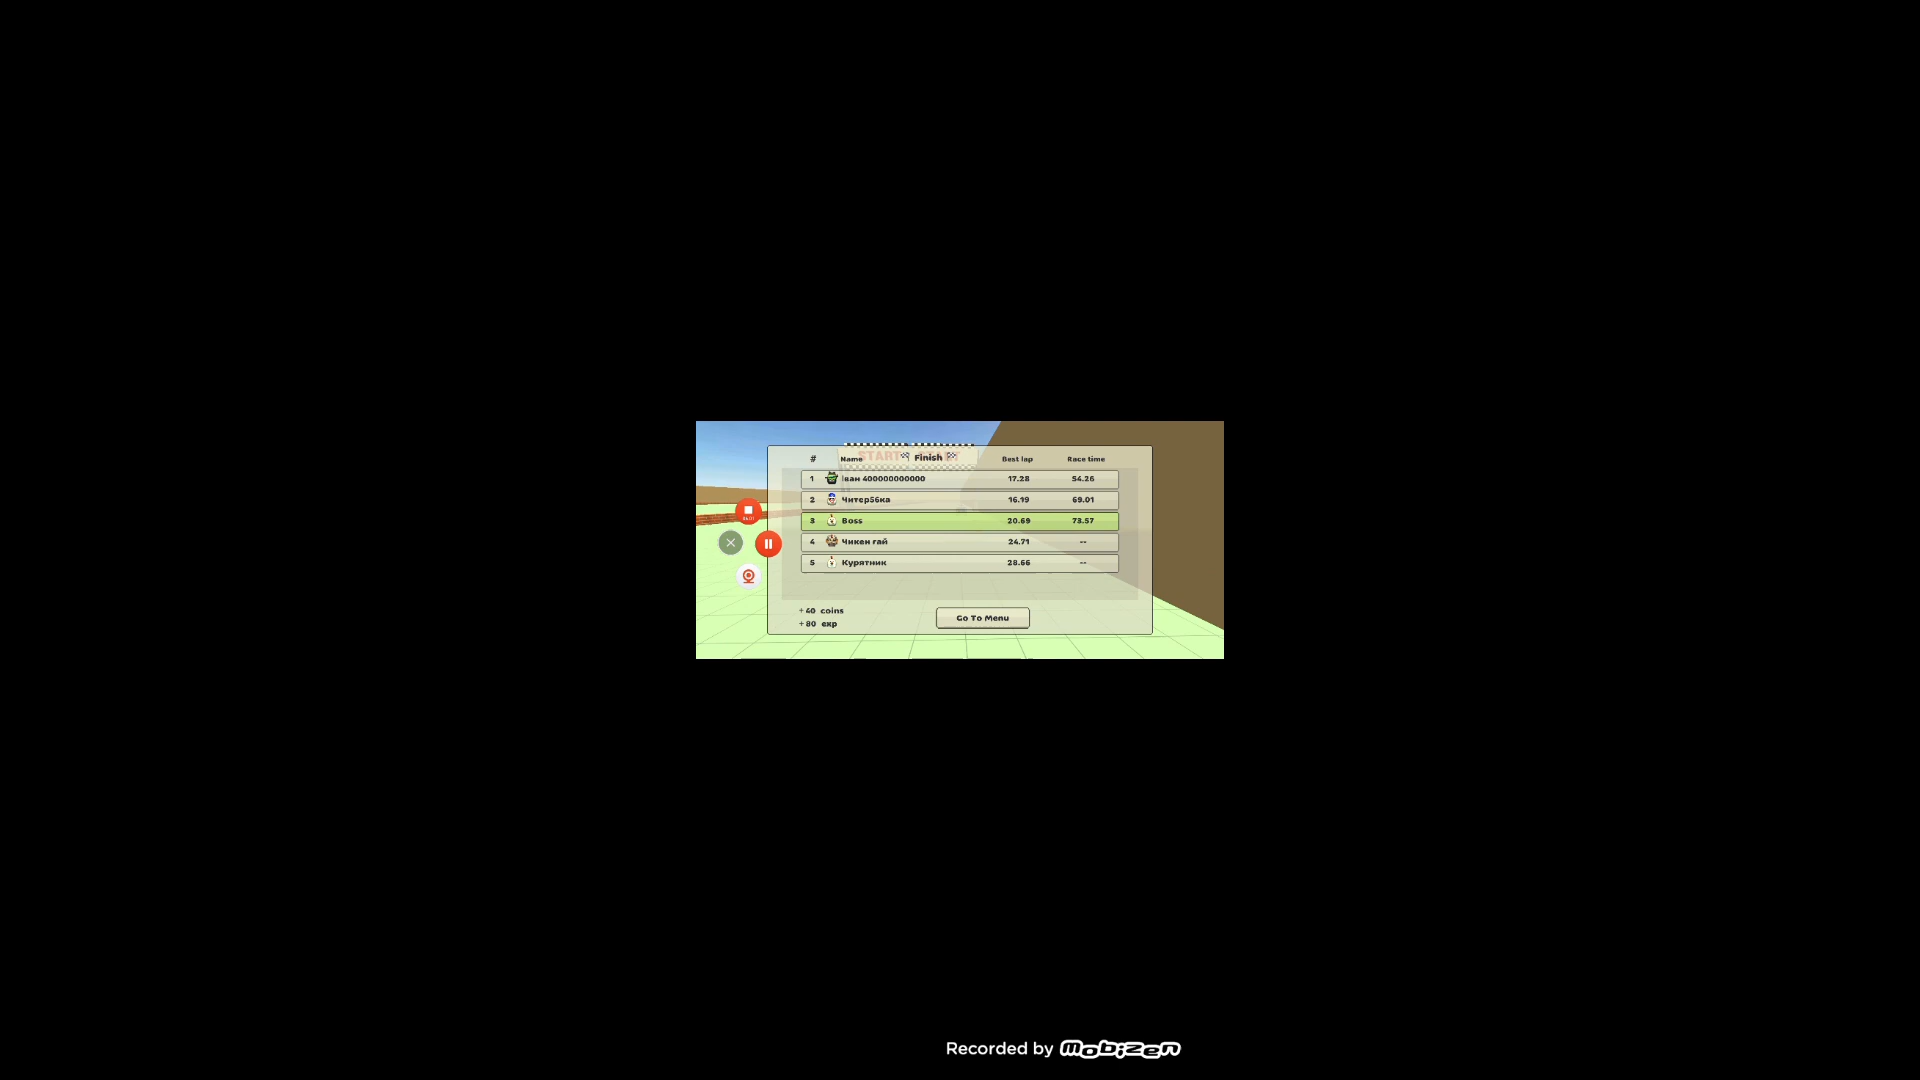 START
# Name Finish Best lap Race time
1 Іван 400000000000 17.28 54.26
2 Читер56ка 16.19 69.01
3 Boss 20.69 73.57
4 Чикен гай 24.71 --
5 Курятник 28.66 --
+ 40 coins
+ 80 exp
Go To Menu
Recorded by mobizen